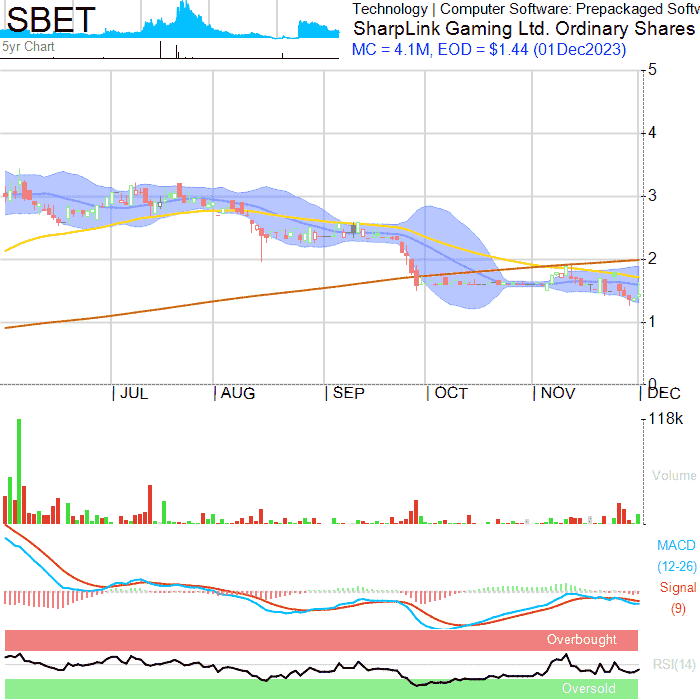 SBET
Technology | Computer Software: Prepackaged Softw
SharpLink Gaming Ltd. Ordinary Shares
5yr Chart
MC = 4.1M, EOD = $1.44 (01Dec2023)
5
4
3
2
1
0
| JUL | AUG | SEP | OCT | NOV | DEC
118k
Volume
MACD
(12-26)
Signal
(9)
Overbought
RSI(14)
Oversold